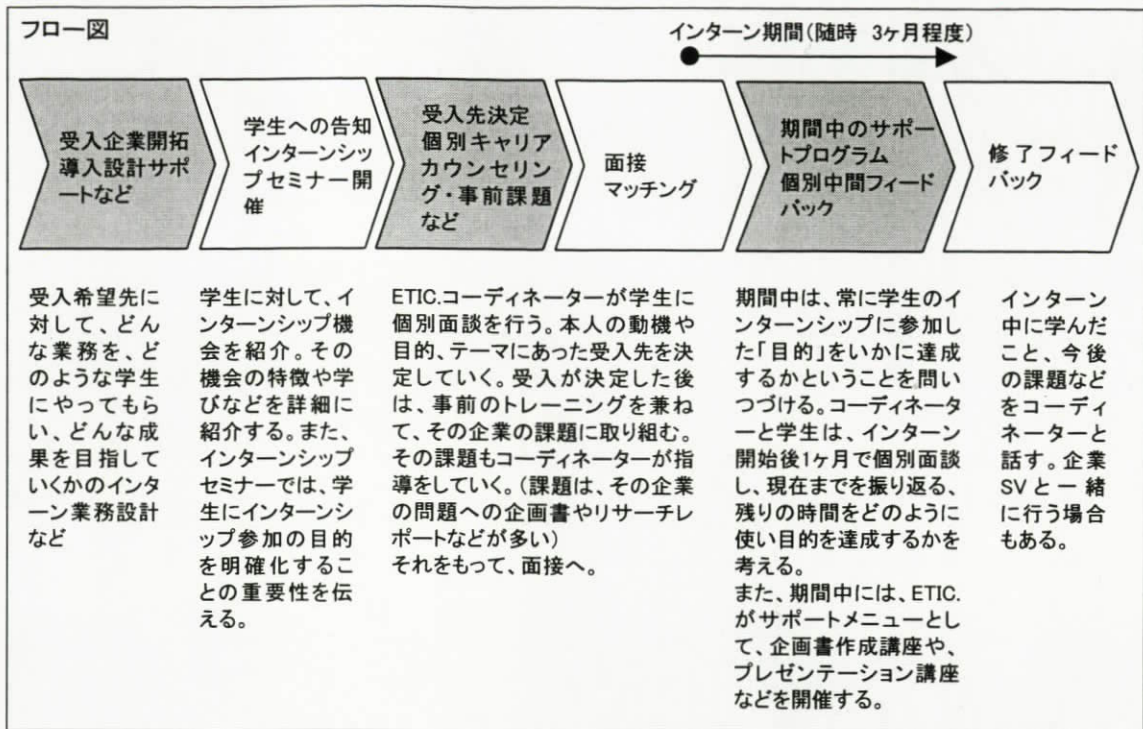 フロー図
インターン期間(随時 3ヶ月程度)
受入企業開拓
導入設計サポ
ートなど
学生への告知
インターンシッ
プセミナー開
催
受入先決定
個別キャリア
カウンセリン
グ・事前課題
など
面接
マッチング
期間中のサポー
トプログラム
個別中間フィード
バック
修了フィード
バック
受入希望先に
対して、どん
な業務を、ど
のような学生
にやってもら
い、どんな成
果を目指して
いくかのインタ
ーン業務設計
など
学生に対して、イ
ンターンシップ機
会を紹介。その
機会の特徴や学
びなどを詳細に
紹介する。また、
インターンシップ
セミナーでは、学
生にインターンシ
ップ参加の目的
を明確化するこ
との重要性を伝
える。
ETIC.コーディネーターが学生に
個別面談を行う。本人の動機や
目的、テーマにあった受入先を決
定していく。受入が決定した後
は、事前のトレーニングを兼ね
て、その企業の課題に取り組む。
その課題もコーディネーターが指
導をしていく。(課題は、その企業
の問題への企画書やリサーチレ
ポートなどが多い)
それをもって、面接へ。
期間中は、常に学生のイ
ンターンシップに参加し
た「目的」をいかに達成
するかということを問い
つづける。コーディネータ
ーと学生は、インターン
開始後1ヶ月で個別面談
し、現在までを振り返る、
残りの時間をどのように
使い目的を達成するかを
考える。
また、期間中には、ETIC.
がサポートメニューとし
て、企画書作成講座や、
プレゼンテーション講座
などを開催する。
インターン
中に学んだ
こと、今後
の課題など
をコーディ
ネーターと
話す。企業
SVと一緒
に行う場合
もある。